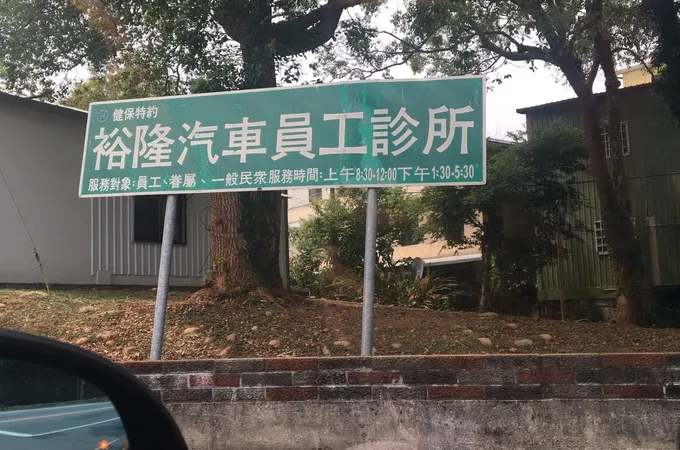 健保特約
裕隆汽車員工診所
服務對象:員工、眷屬、一般民衆服務時間:上午8:30-12:00下午1:30-5:30